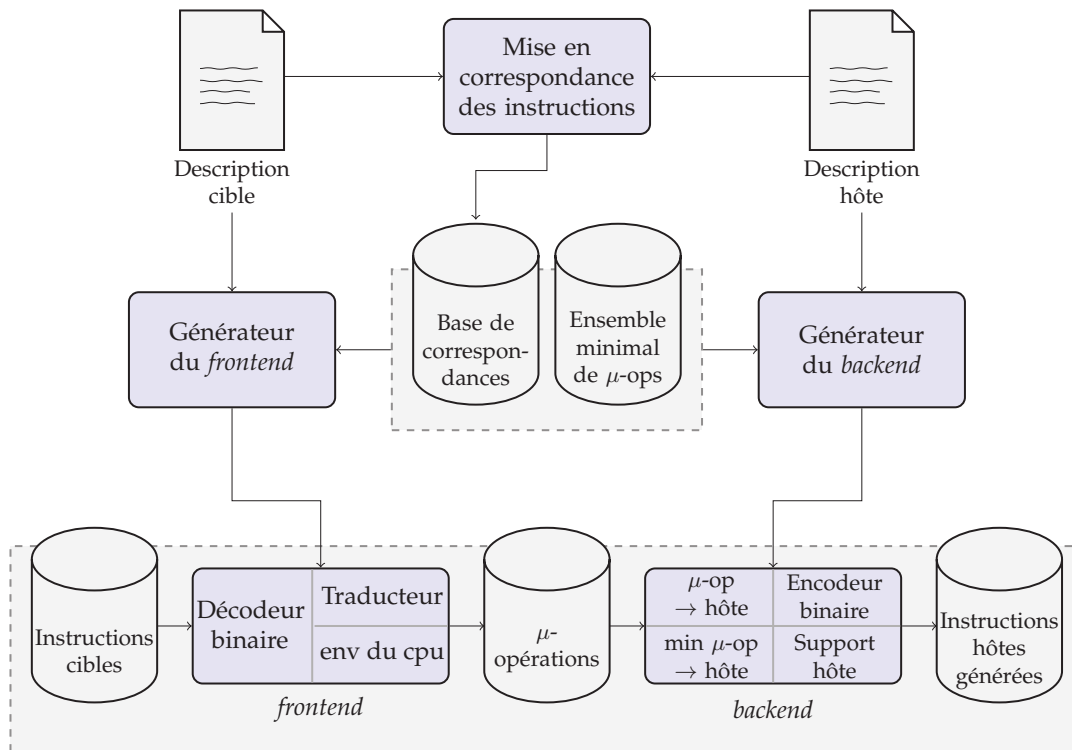 Mise en
correspondance
des instructions
Description
cible
Description
hôte
Générateur
du frontend
Base de
correspon-
dances
Ensemble
minimal
de μ-ops
Générateur
du backend
Instructions
cibles
Décodeur
binaire
Traducteur
env du cpu
frontend
μ-
opérations
μ-op
→ hôte
Encodeur
binaire
min μ-op
→ hôte
Support
hôte
backend
Instructions
hôtes
générées